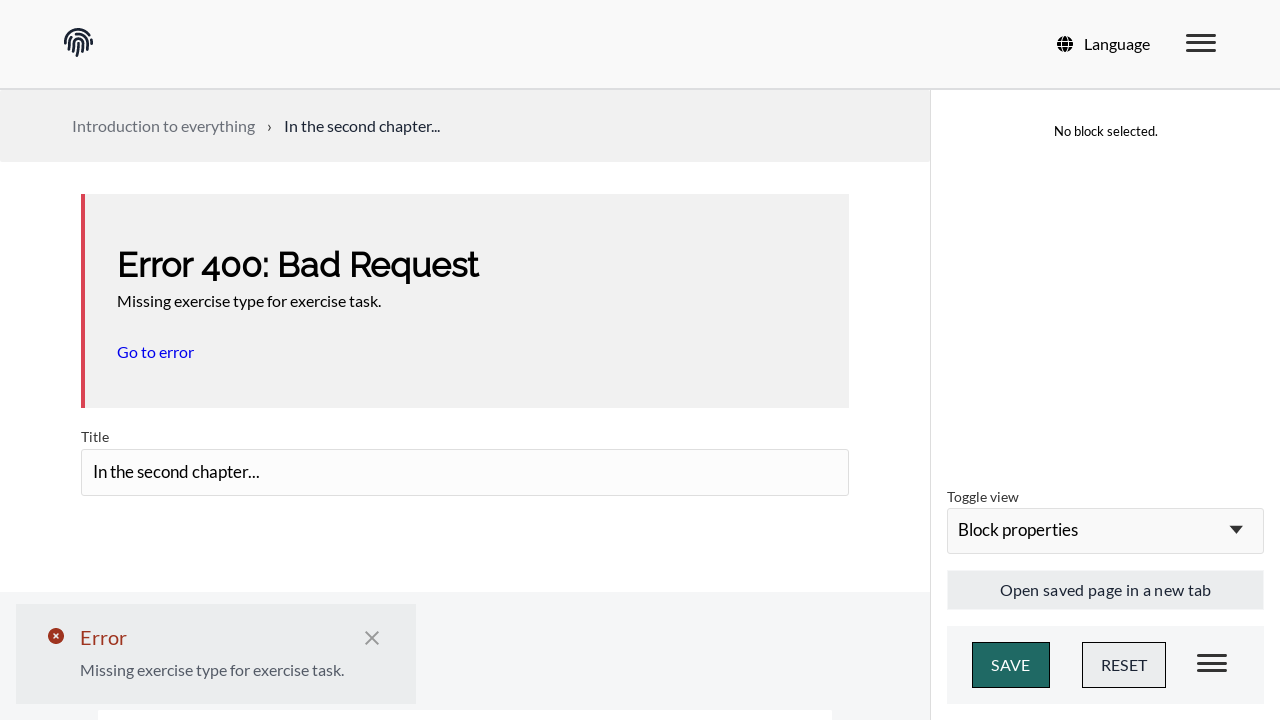 Language
Introduction to everything › In the second chapter...
Error 400: Bad Request
Missing exercise type for exercise task.
Go to error
Title
In the second chapter...
Error
Missing exercise type for exercise task.
No block selected.
Toggle view
Block properties
Open saved page in a new tab
SAVE
RESET